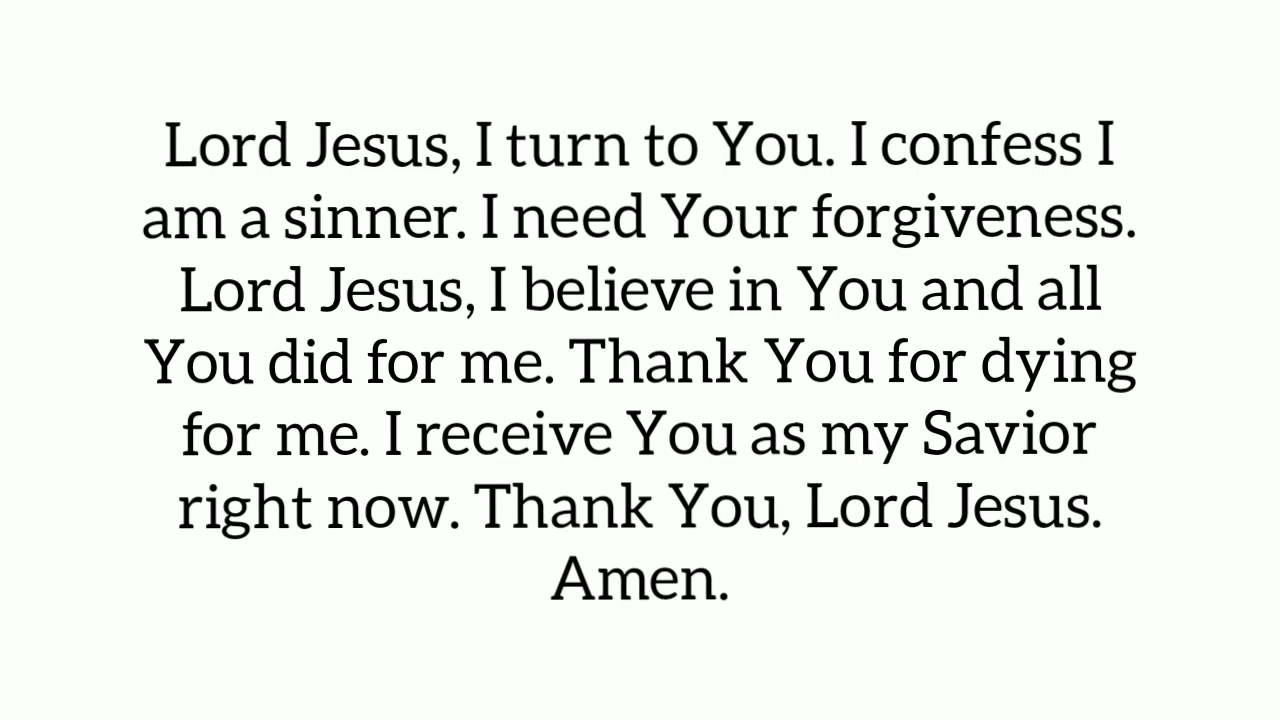 Lord Jesus, I turn to You. I confess I
am a sinner. I need Your forgiveness.
Lord Jesus, I believe in You and all
You did for me. Thank You for dying
for me. I receive You as my Savior
right now. Thank You, Lord Jesus.
Amen.